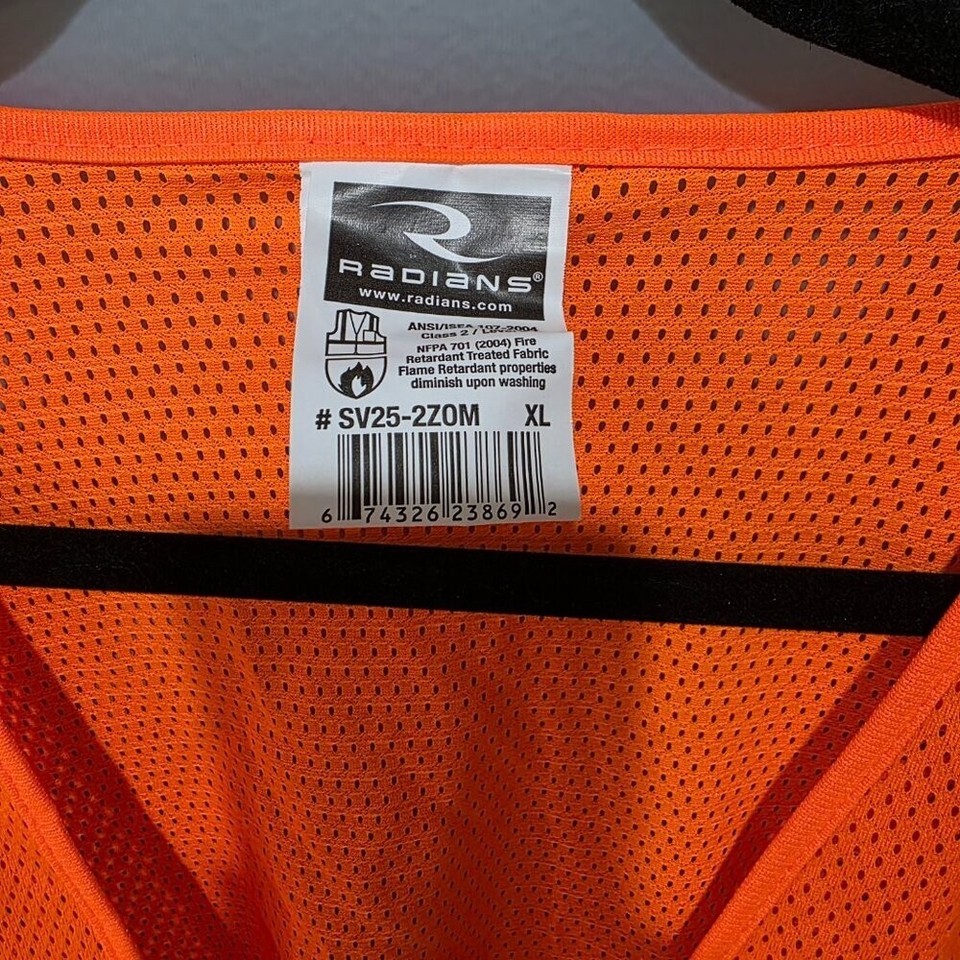 RADIANS®
www.radians.com
ANSI/ISEA 107-2004
Class 2 /
NFPA 701 (2004) Fire
Retardant Treated Fabric
Flame Retardant properties
diminish upon washing
# SV25-2ZOM XL
6 74326 23869 2